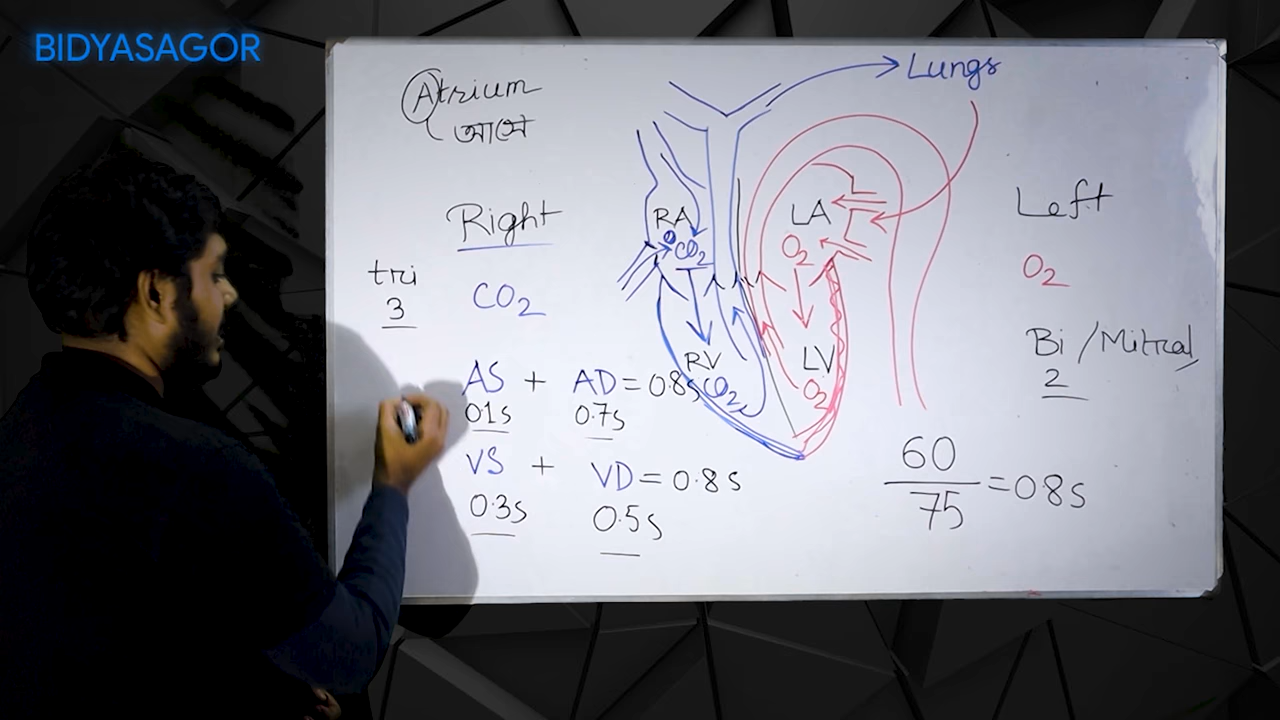 BIDYASAGOR
Atrium
আসে
Lungs
Right
Left
RA
LA
CO2
O2
tri
3
CO2
O2
RV
LV
CO2
O2
Bi / Mitral
2
AS + AD = 0.8s
0.1s 0.7s
VS + VD = 0.8s
0.3s 0.5s
60
75
= 0.8s